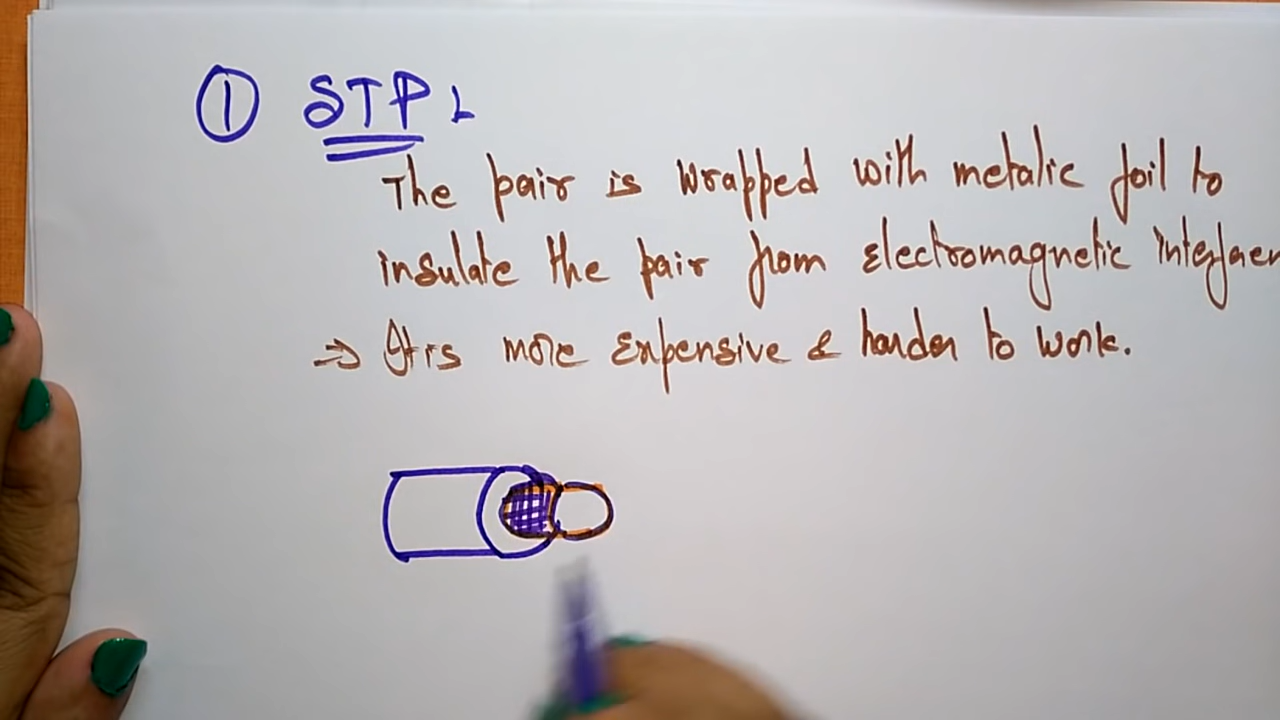 ① STP :
The pair is wrapped with metalic foil to
insulate the pair from electromagnetic
⇒ It is more expensive & harder to work.